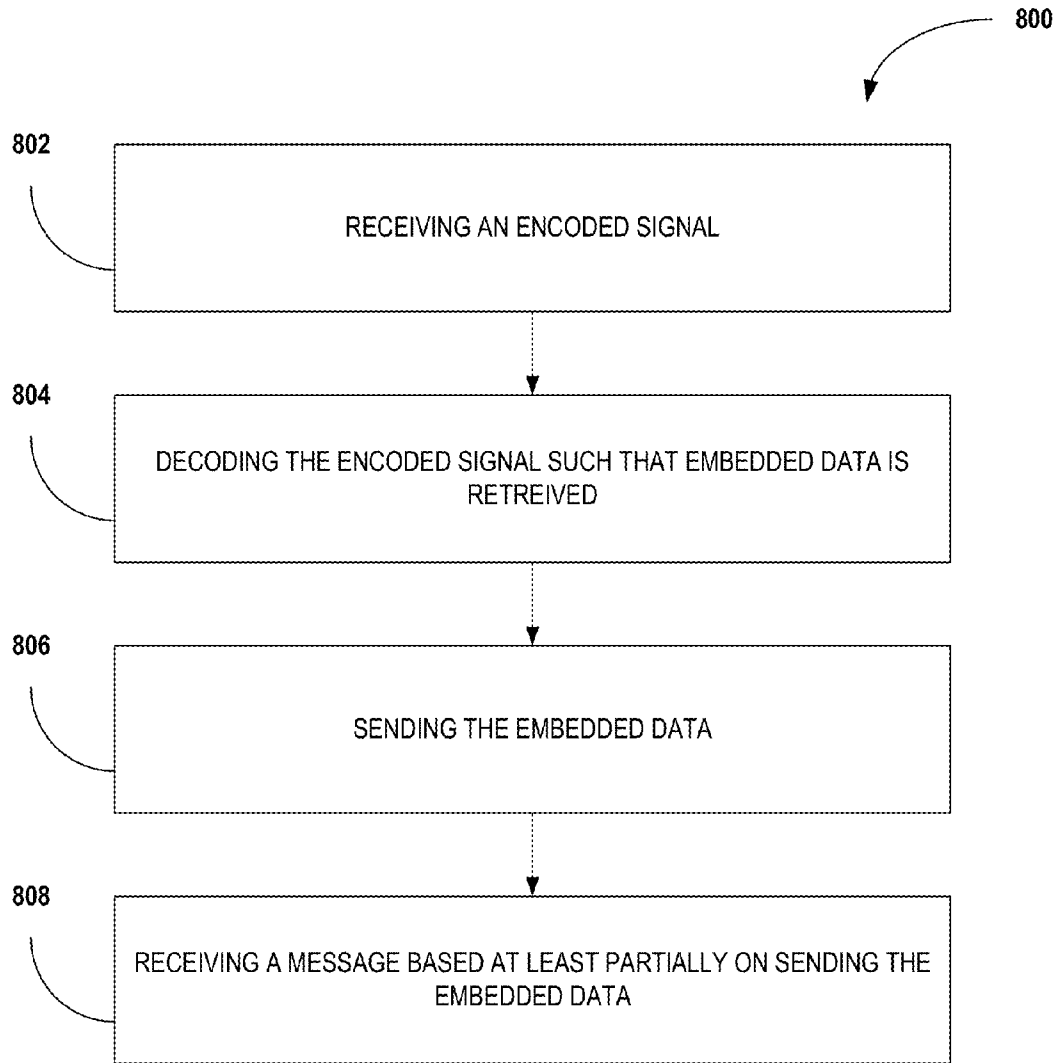 800
802
RECEIVING AN ENCODED SIGNAL
804
DECODING THE ENCODED SIGNAL SUCH THAT EMBEDDED DATA IS
RETREIVED
806
SENDING THE EMBEDDED DATA
808
RECEIVING A MESSAGE BASED AT LEAST PARTIALLY ON SENDING THE
EMBEDDED DATA